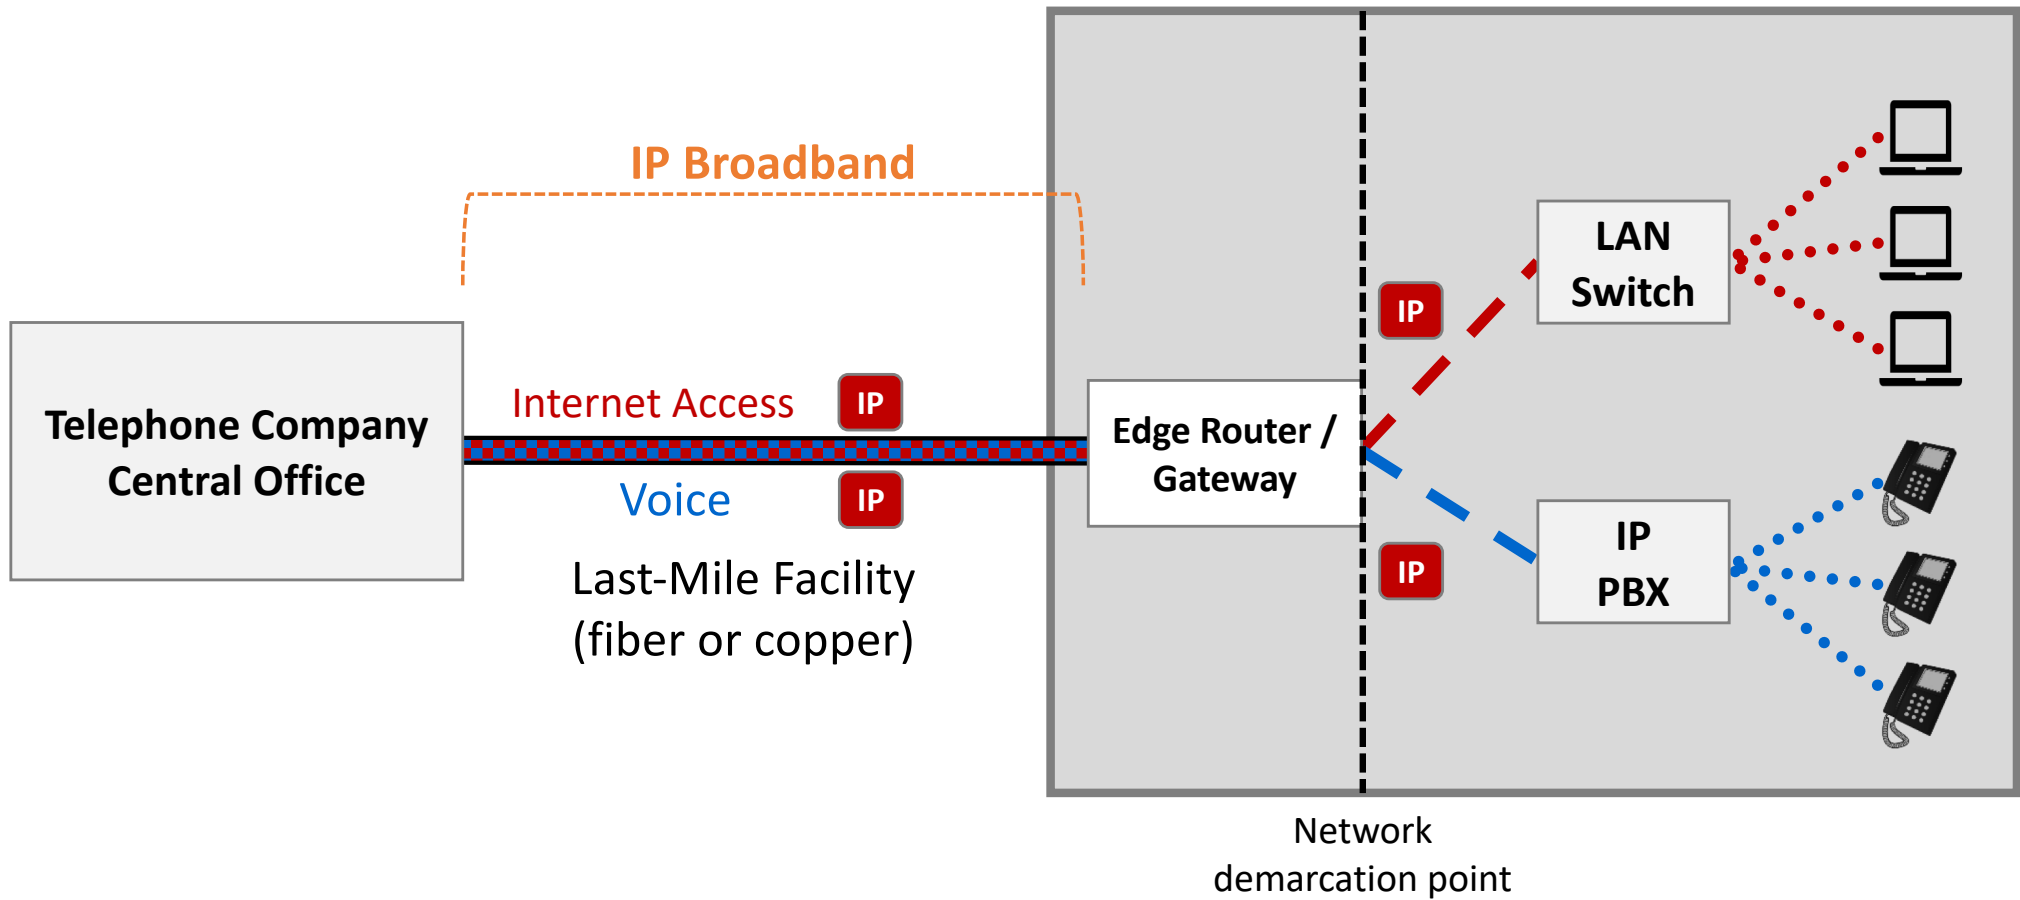 IP Broadband
Telephone Company
Central Office
Internet Access
IP
Voice
IP
Last-Mile Facility
(fiber or copper)
Edge Router /
Gateway
IP
IP
LAN
Switch
IP
PBX
Network
demarcation point